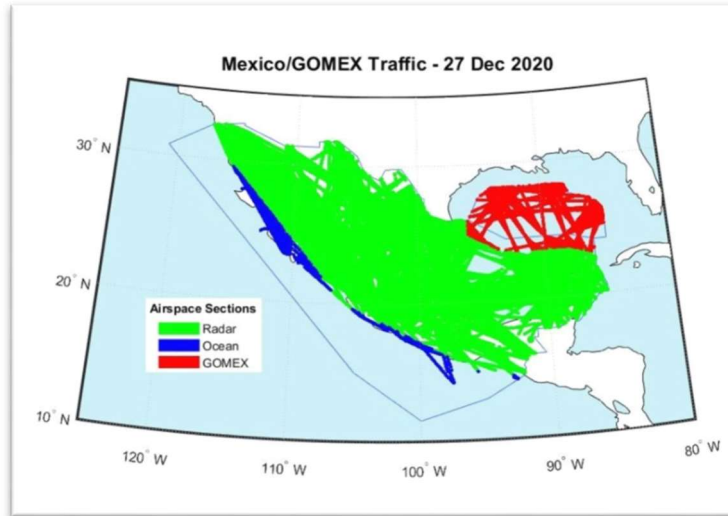 Mexico/GOMEX Traffic - 27 Dec 2020
30° N
20° N
10° N
Airspace Sections
Radar
Ocean
GOMEX
120° W
110° W
100° W
90° W
80° W